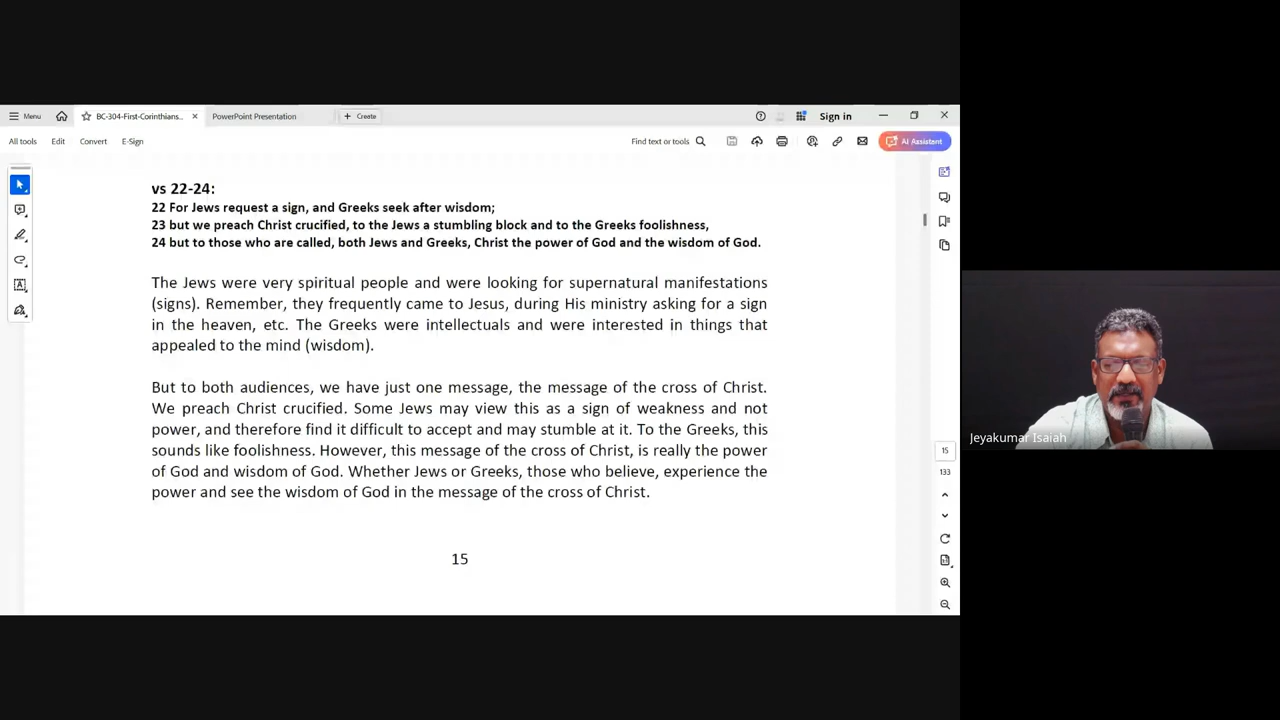 Menu
BC-304-First-Corinthians...
PowerPoint Presentation
Create
Sign in
All tools
Edit
Convert
E-Sign
Find text or tools
AI Assistant
vs 22-24:
22 For Jews request a sign, and Greeks seek after wisdom;
23 but we preach Christ crucified, to the Jews a stumbling block and to the Greeks foolishness,
24 but to those who are called, both Jews and Greeks, Christ the power of God and the wisdom of God.
The Jews were very spiritual people and were looking for supernatural manifestations
(signs). Remember, they frequently came to Jesus, during His ministry asking for a sign
in the heaven, etc. The Greeks were intellectuals and were interested in things that
appealed to the mind (wisdom).
But to both audiences, we have just one message, the message of the cross of Christ.
We preach Christ crucified. Some Jews may view this as a sign of weakness and not
power, and therefore find it difficult to accept and may stumble at it. To the Greeks, this
sounds like foolishness. However, this message of the cross of Christ, is really the power
of God and wisdom of God. Whether Jews or Greeks, those who believe, experience the
power and see the wisdom of God in the message of the cross of Christ.
15
15
133
Jeyakumar Isaiah